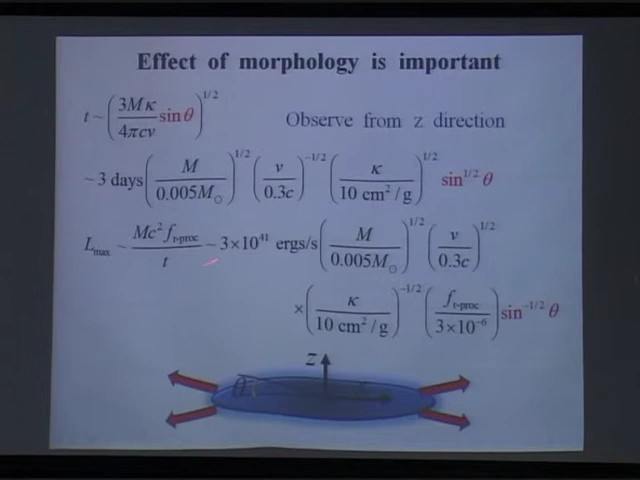 Effect of morphology is important
t ~ (3Mκ / 4πcv sin θ)^1/2
Observe from z direction
~ 3 days (M / 0.005M☉)^1/2 (v / 0.3c)^-1/2 (κ / 10 cm²/g)^1/2 sin^1/2 θ
L_max ~ Mc² f_r-proc / t ~ 3×10^41 ergs/s (M / 0.005M☉)^1/2 (v / 0.3c)^1/2
× (κ / 10 cm²/g)^-1/2 (f_r-proc / 3×10^-6) sin^-1/2 θ
z
θ